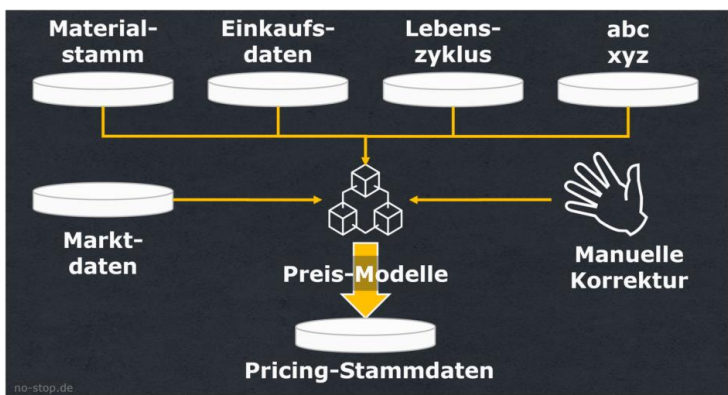 Material-
stamm
Einkaufs-
daten
Lebens-
zyklus
abc
xyz
Markt-
daten
Manuelle
Korrektur
Preis-Modelle
Pricing-Stammdaten
no-stop.de